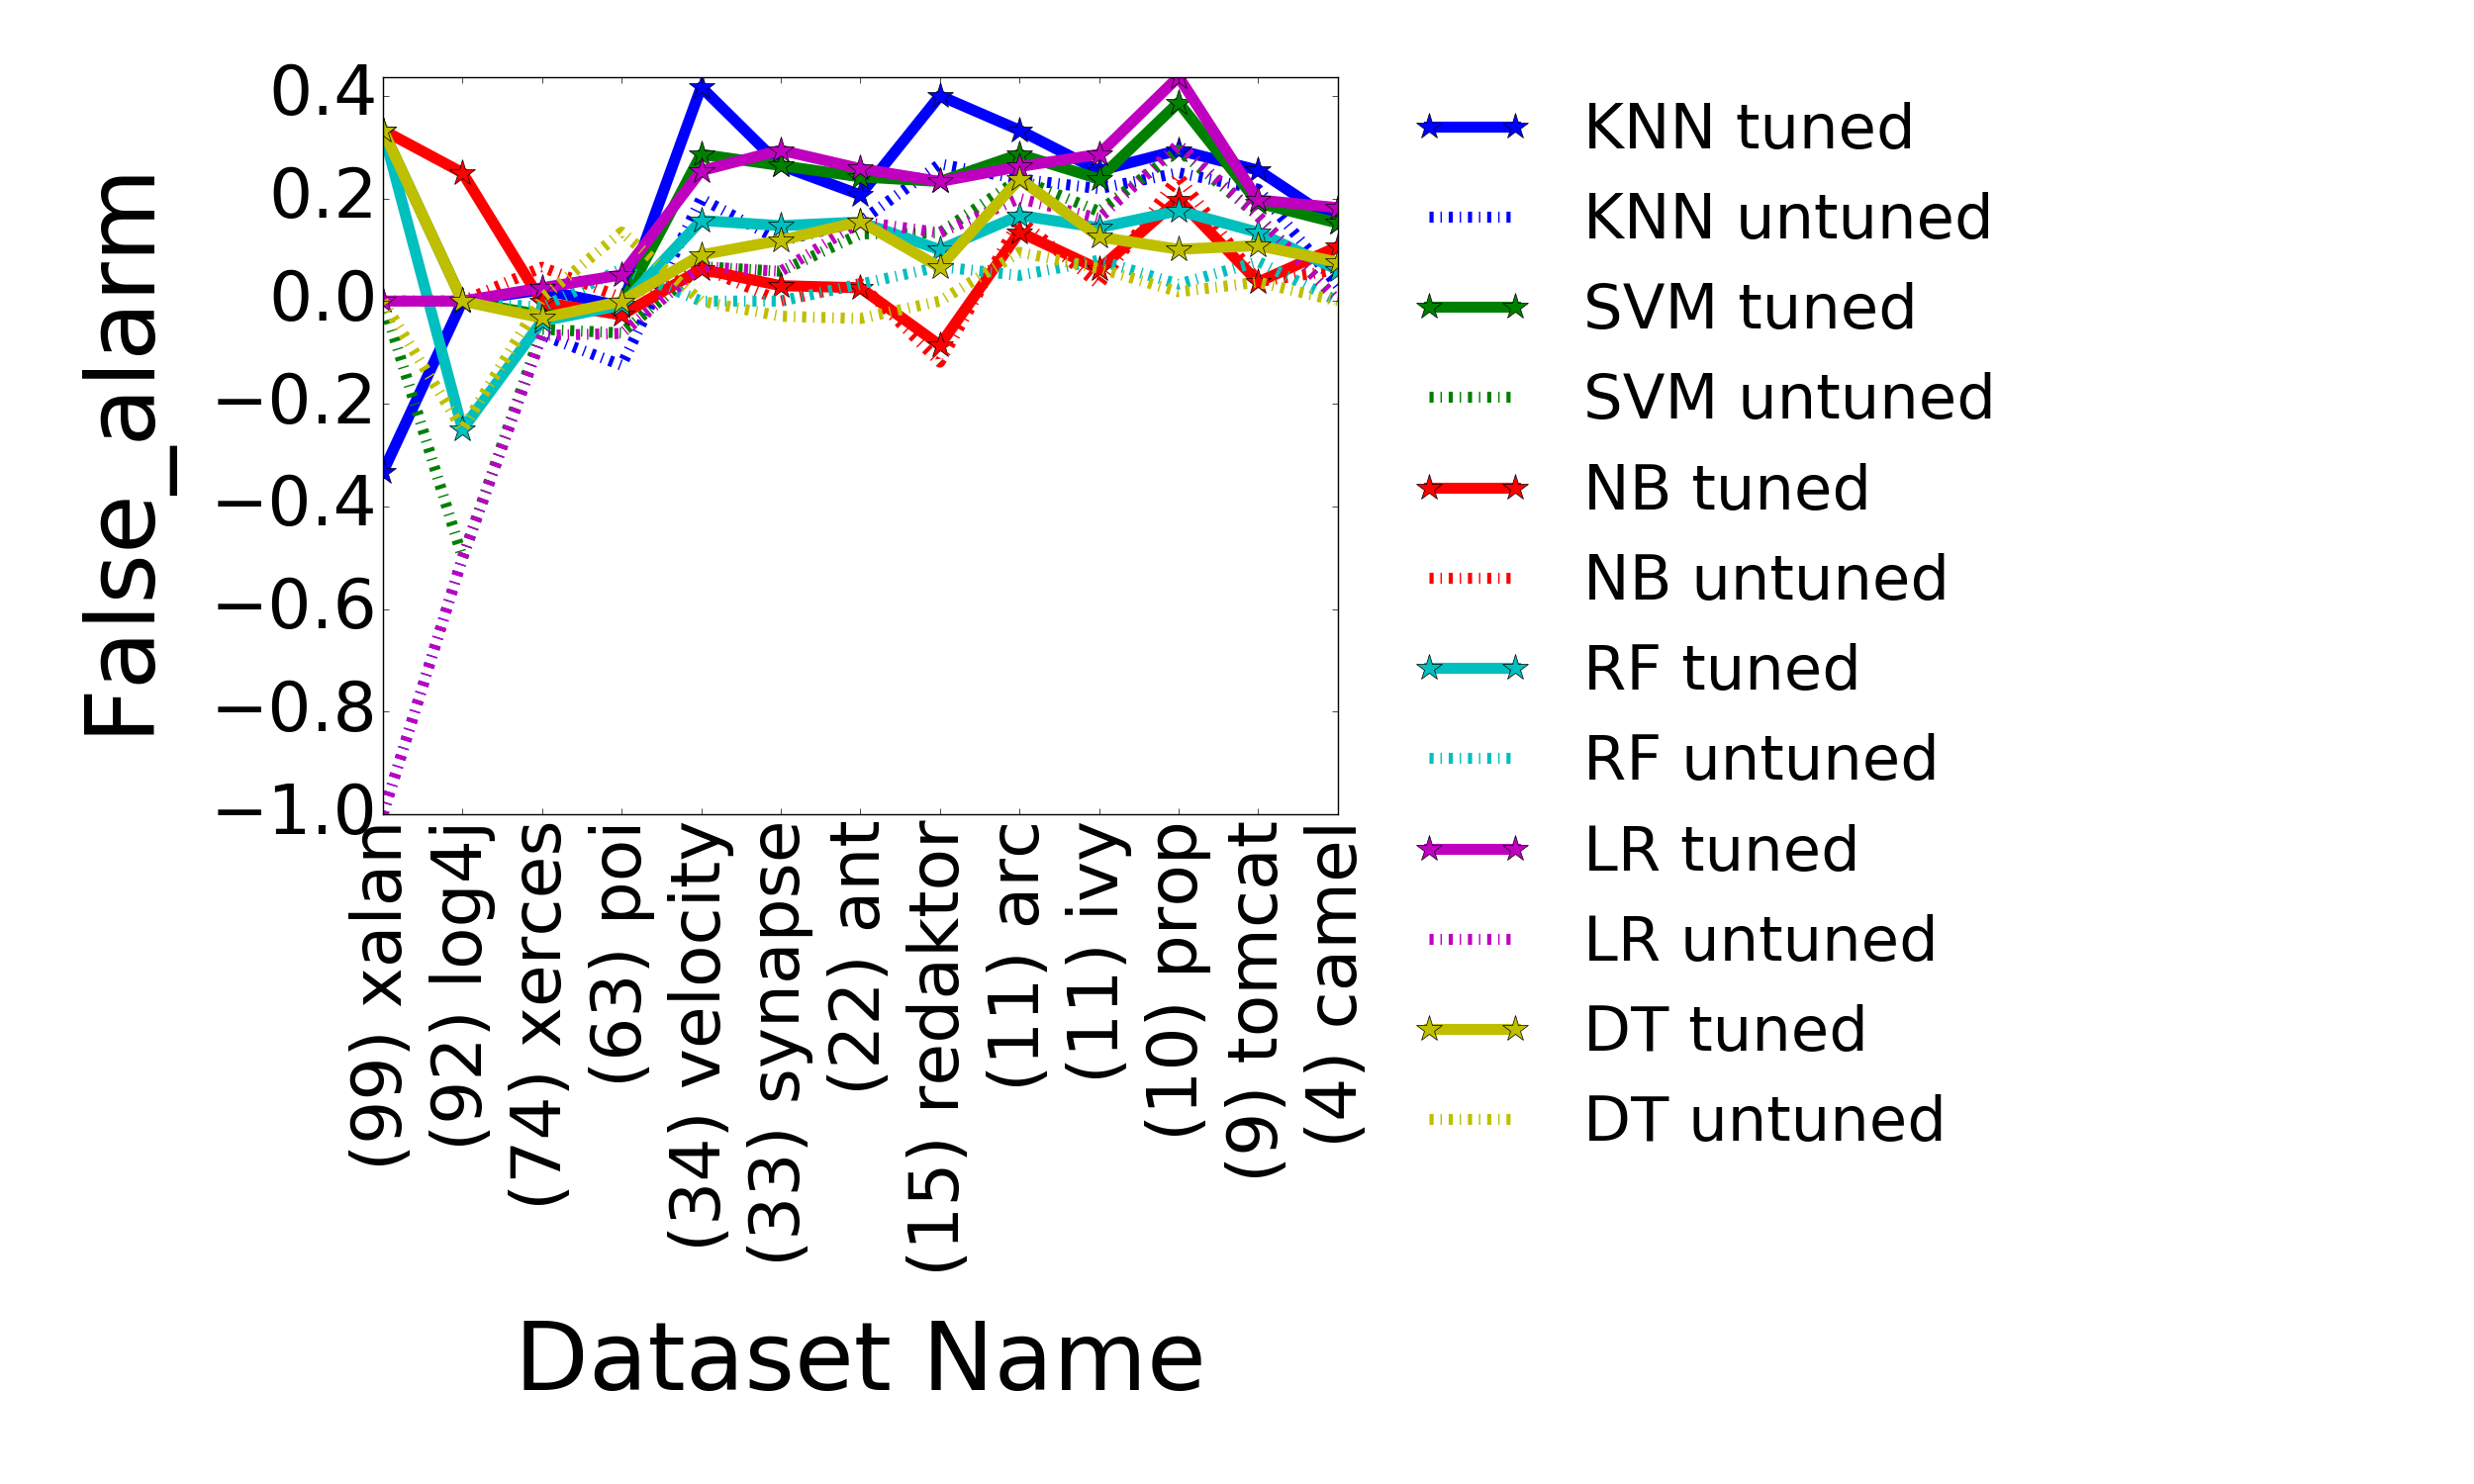 False_alarm
0.4
0.2
0.0
−0.2
−0.4
−0.6
−0.8
−1.0
(99) xalan
(92) log4j
(74) xerces
(63) poi
(34) velocity
(33) synapse
(22) ant
(15) redaktor
(11) arc
(11) ivy
(10) prop
(9) tomcat
(4) camel
Dataset Name
KNN tuned
KNN untuned
SVM tuned
SVM untuned
NB tuned
NB untuned
RF tuned
RF untuned
LR tuned
LR untuned
DT tuned
DT untuned